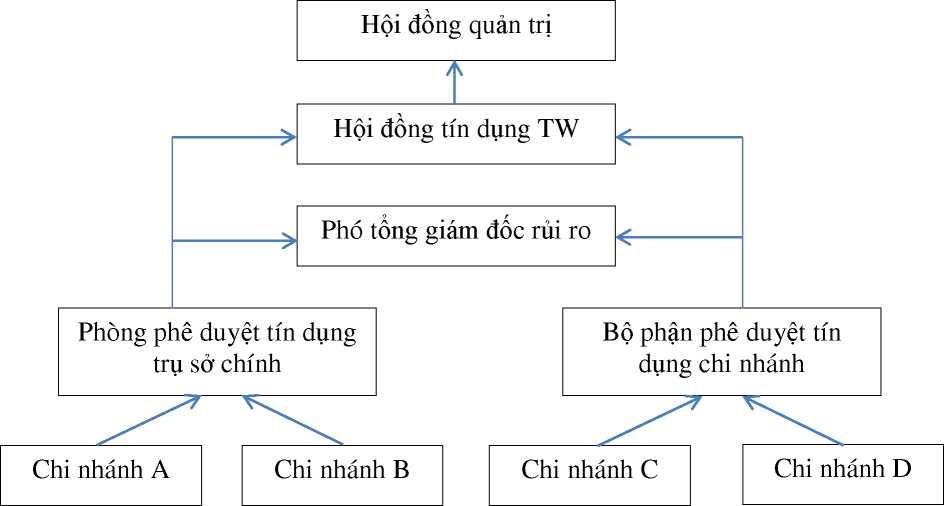 Hội đồng quản trị
Hội đồng tín dụng TW
Phó tổng giám đốc rủi ro
Phòng phê duyệt tín dụng
trụ sở chính
Bộ phận phê duyệt tín
dụng chi nhánh
Chi nhánh A
Chi nhánh B
Chi nhánh C
Chi nhánh D